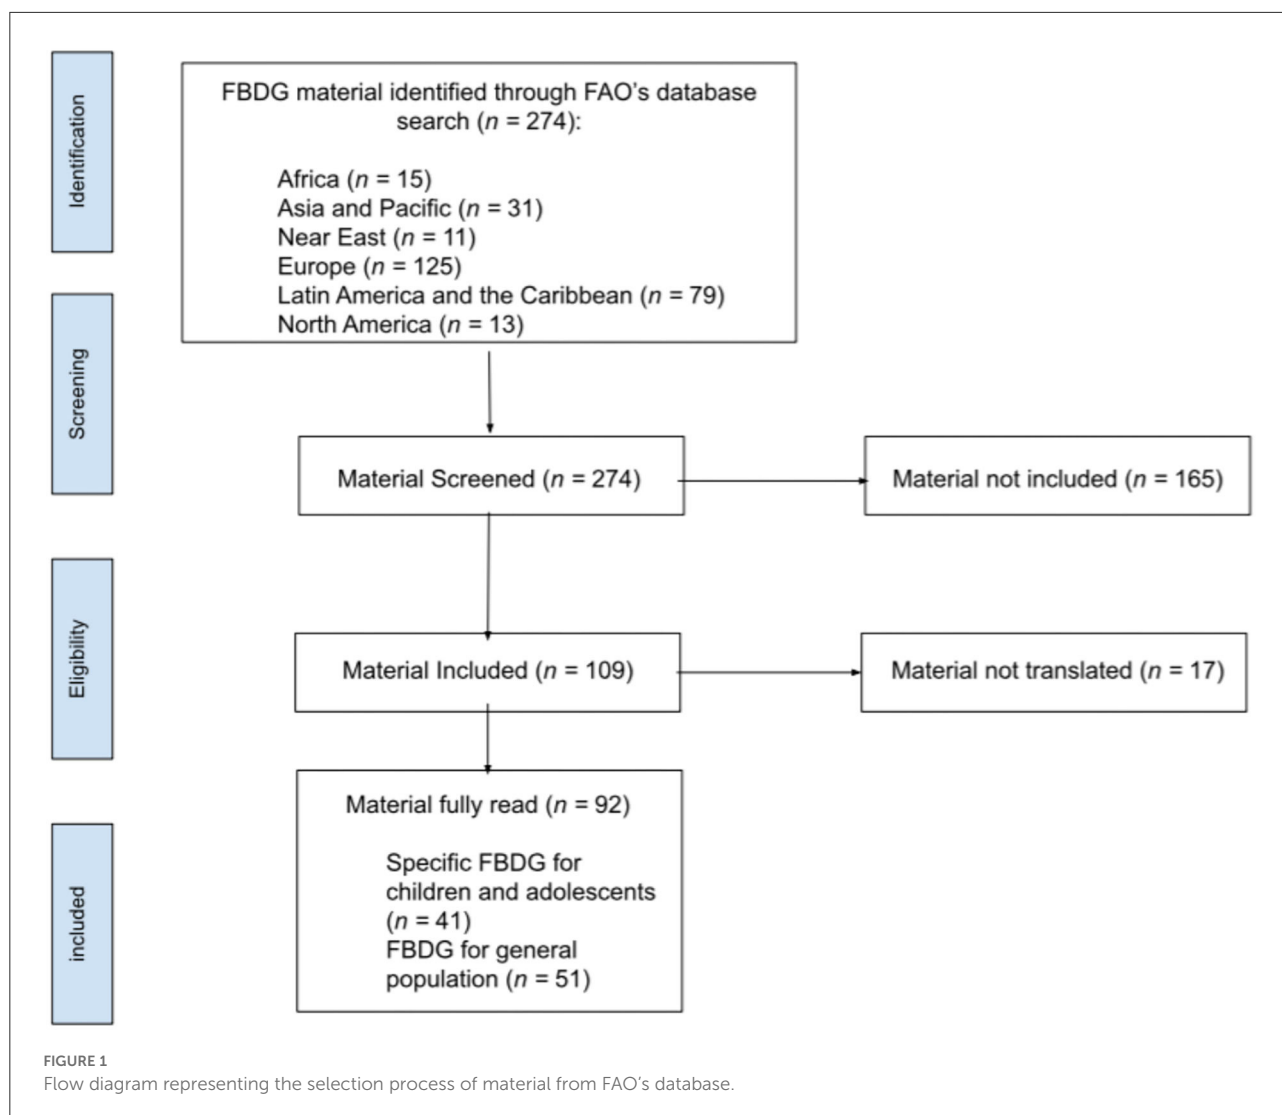 Identification
FBDG material identified through FAO's database
search (n = 274):
Africa (n = 15)
Asia and Pacific (n = 31)
Near East (n = 11)
Europe (n = 125)
Latin America and the Caribbean (n = 79)
North America (n = 13)
Screening
Material Screened (n = 274)
Material not included (n = 165)
Eligibility
Material Included (n = 109)
Material not translated (n = 17)
included
Material fully read (n = 92)
Specific FBDG for
children and adolescents
(n = 41)
FBDG for general
population (n = 51)
FIGURE 1
Flow diagram representing the selection process of material from FAO's database.